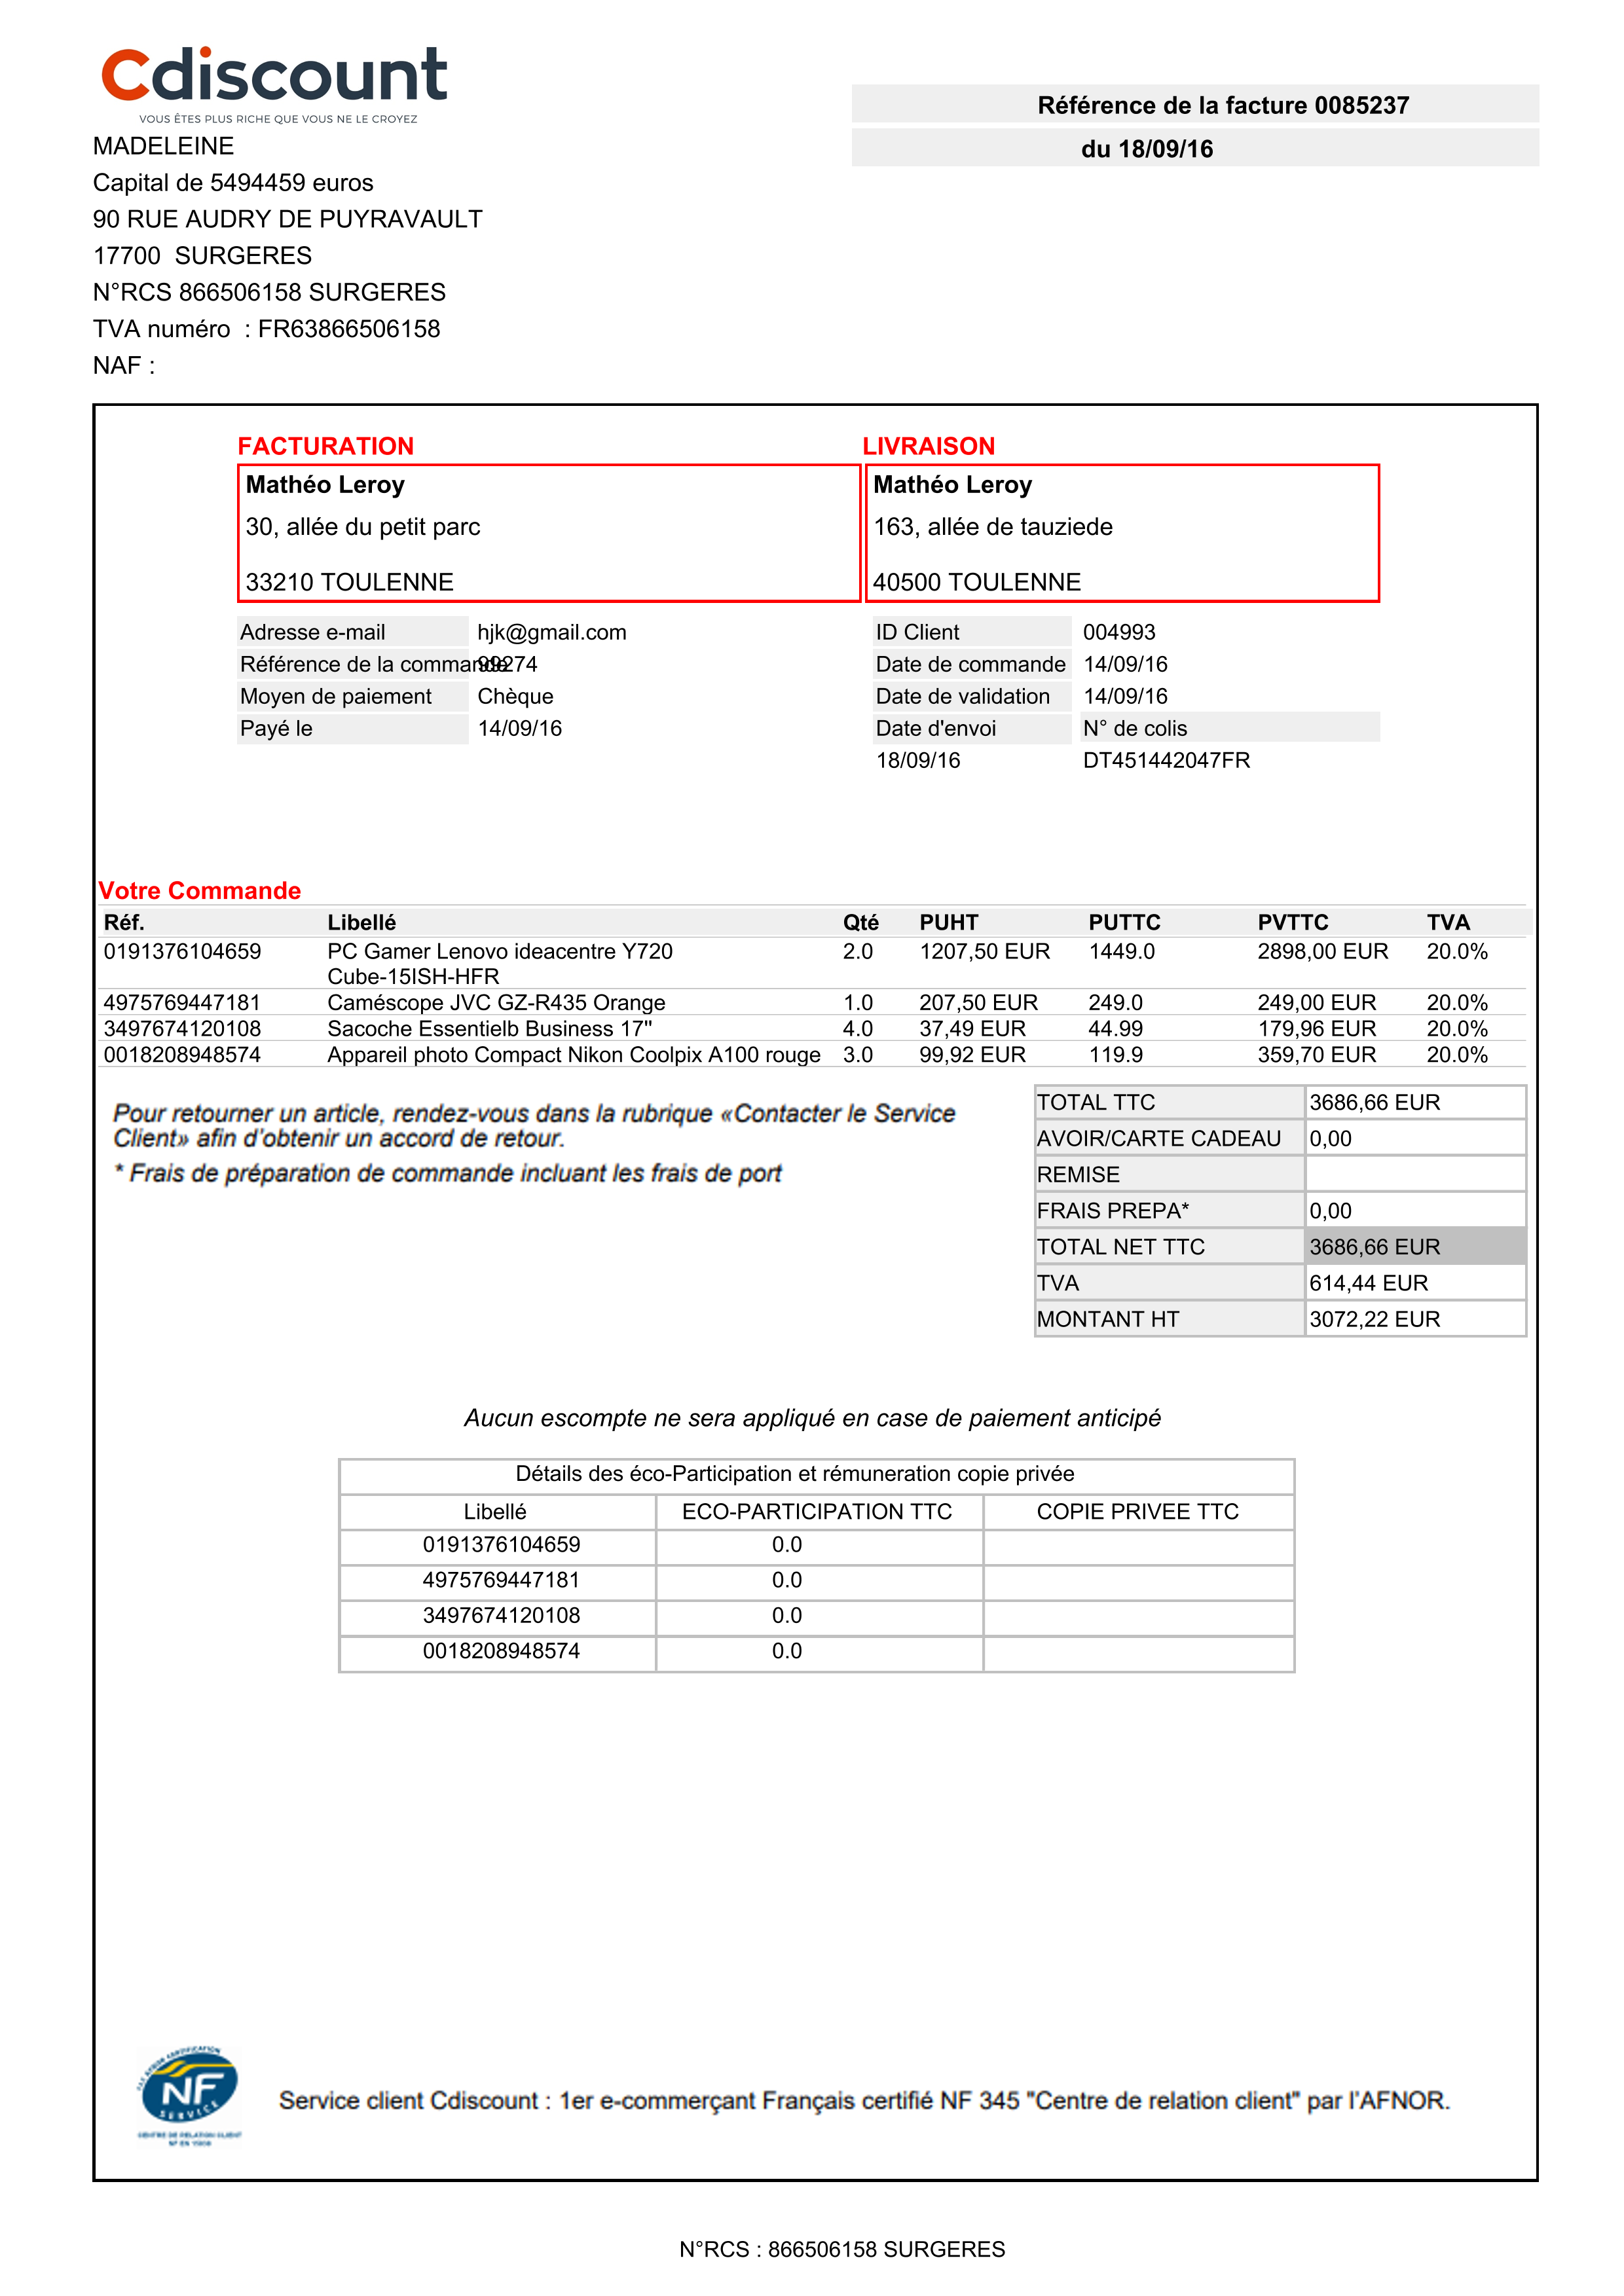 Cdiscount
VOUS ÊTES PLUS RICHE QUE VOUS NE LE CROYEZ
Référence de la facture 0085237
du 18/09/16
MADELEINE
Capital de 5494459 euros
90 RUE AUDRY DE PUYRAVAULT
17700 SURGERES
N°RCS 866506158 SURGERES
TVA numéro : FR63866506158
NAF :
FACTURATION
Mathéo Leroy
30, allée du petit parc
33210 TOULENNE
LIVRAISON
Mathéo Leroy
163, allée de tauziede
40500 TOULENNE
Adresse e-mail hjk@gmail.com
Référence de la commande 99274
Moyen de paiement Chèque
Payé le 14/09/16
ID Client 004993
Date de commande 14/09/16
Date de validation 14/09/16
Date d'envoi N° de colis
18/09/16 DT451442047FR
Votre Commande
Réf. Libellé Qté PUHT PUTTC PVTTC TVA
0191376104659 PC Gamer Lenovo ideacentre Y720 2.0 1207,50 EUR 1449.0 2898,00 EUR 20.0%
Cube-15ISH-HFR
4975769447181 Caméscope JVC GZ-R435 Orange 1.0 207,50 EUR 249.0 249,00 EUR 20.0%
3497674120108 Sacoche Essentielb Business 17'' 4.0 37,49 EUR 44.99 179,96 EUR 20.0%
0018208948574 Appareil photo Compact Nikon Coolpix A100 rouge 3.0 99,92 EUR 119.9 359,70 EUR 20.0%
Pour retourner un article, rendez-vous dans la rubrique «Contacter le Service
Client» afin d'obtenir un accord de retour.
* Frais de préparation de commande incluant les frais de port
TOTAL TTC 3686,66 EUR
AVOIR/CARTE CADEAU 0,00
REMISE
FRAIS PREPA* 0,00
TOTAL NET TTC 3686,66 EUR
TVA 614,44 EUR
MONTANT HT 3072,22 EUR
Aucun escompte ne sera appliqué en case de paiement anticipé
Détails des éco-Participation et rémuneration copie privée
Libellé ECO-PARTICIPATION TTC COPIE PRIVEE TTC
0191376104659 0.0
4975769447181 0.0
3497674120108 0.0
0018208948574 0.0
NF
SERVICE
CENTRE DE RELATION CLIENT
Service client Cdiscount : 1er e-commerçant Français certifié NF 345 "Centre de relation client" par l'AFNOR.
N°RCS : 866506158 SURGERES